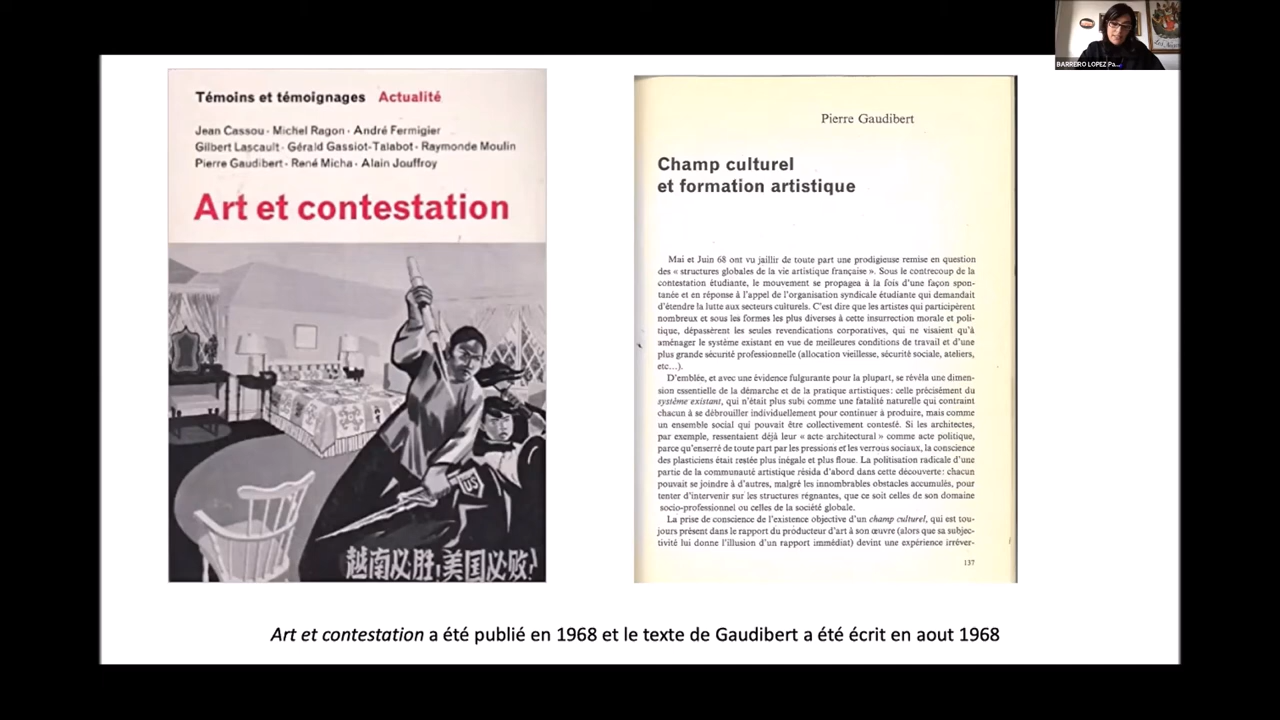 BARREIRO LOPEZ Pa...
Témoins et témoignages Actualité
Jean Cassou · Michel Ragon · André Fermigier
Gilbert Lascault · Gérald Gassiot-Talabot · Raymonde Moulin
Pierre Gaudibert · René Micha · Alain Jouffroy
Art et contestation
US
越南必胜!美国必败!
Pierre Gaudibert
Champ culturel
et formation artistique
Mai et Juin 68 ont vu jaillir de toute part une prodigieuse remise en question
des « structures globales de la vie artistique française ». Sous le contrecoup de la
contestation étudiante, le mouvement se propagea à la fois d'une façon spon-
tanée et en réponse à l'appel de l'organisation syndicale étudiante qui demandait
d'étendre la lutte aux secteurs culturels. C'est dire que les artistes qui participèrent
nombreux et sous les formes les plus diverses à cette insurrection morale et poli-
tique, dépassèrent les seules revendications corporatives, qui ne visaient qu'à
aménager le système existant en vue de meilleures conditions de travail et d'une
plus grande sécurité professionnelle (allocation vieillesse, sécurité sociale, ateliers,
etc...).
D'emblée, et avec une évidence fulgurante pour la plupart, se révéla une dimen-
sion essentielle de la démarche et de la pratique artistiques : celle précisément du
système existant, qui n'était plus subi comme une fatalité naturelle qui contraint
chacun à se débrouiller individuellement pour continuer à produire, mais comme
un ensemble social qui pouvait être collectivement contesté. Si les architectes,
par exemple, ressentaient déjà leur « acte architectural » comme acte politique,
parce qu'enserré de toute part par les pressions et les verrous sociaux, la conscience
des plasticiens était restée plus inégale et plus floue. La politisation radicale d'une
partie de la communauté artistique résida d'abord dans cette découverte : chacun
pouvait se joindre à d'autres, malgré les innombrables obstacles accumulés, pour
tenter d'intervenir sur les structures régnantes, que ce soit celles de son domaine
socio-professionnel ou celles de la société globale.
La prise de conscience de l'existence objective d'un champ culturel, qui est tou-
jours présent dans le rapport du producteur d'art à son œuvre (alors que sa subjec-
tivité lui donne l'illusion d'un rapport immédiat) devint une expérience irréver-
137
Art et contestation a été publié en 1968 et le texte de Gaudibert a été écrit en aout 1968